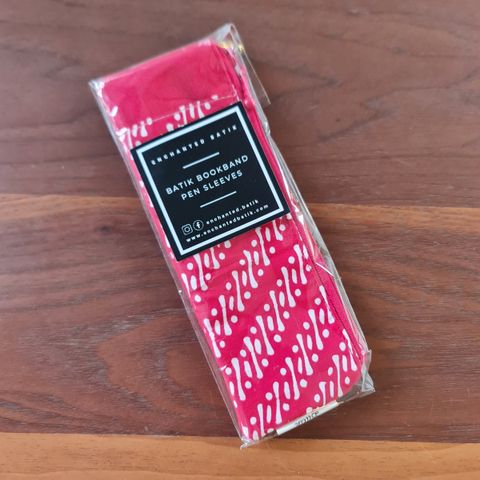 ENCHANTED BATIK
BATIK BOOKBAND
PEN SLEEVES
enchanted.batik
www.enchantedbatik.com